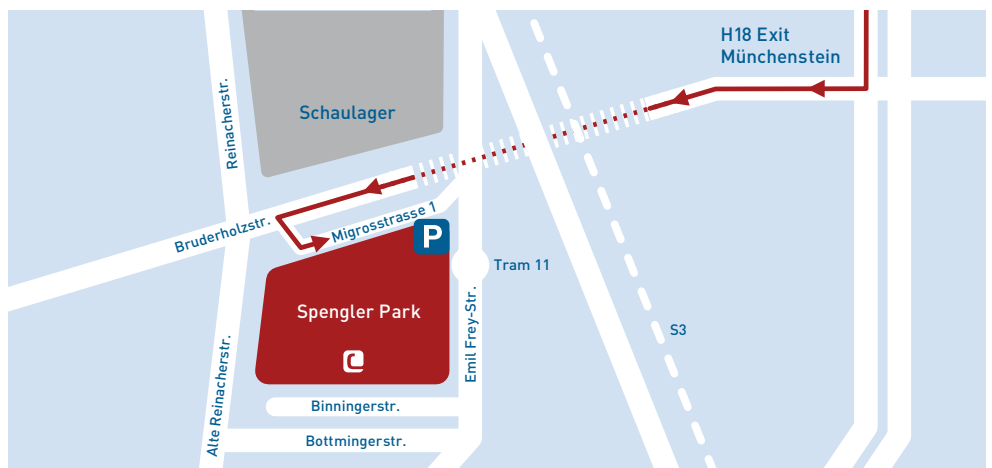 H18 Exit
Münchenstein
Schaulager
Reinacherstr.
Bruderholzstr.
Migrosstrasse 1
P
Tram 11
Spengler Park
Emil Frey-Str.
S3
Alte Reinacherstr.
Binningerstr.
Bottmingerstr.